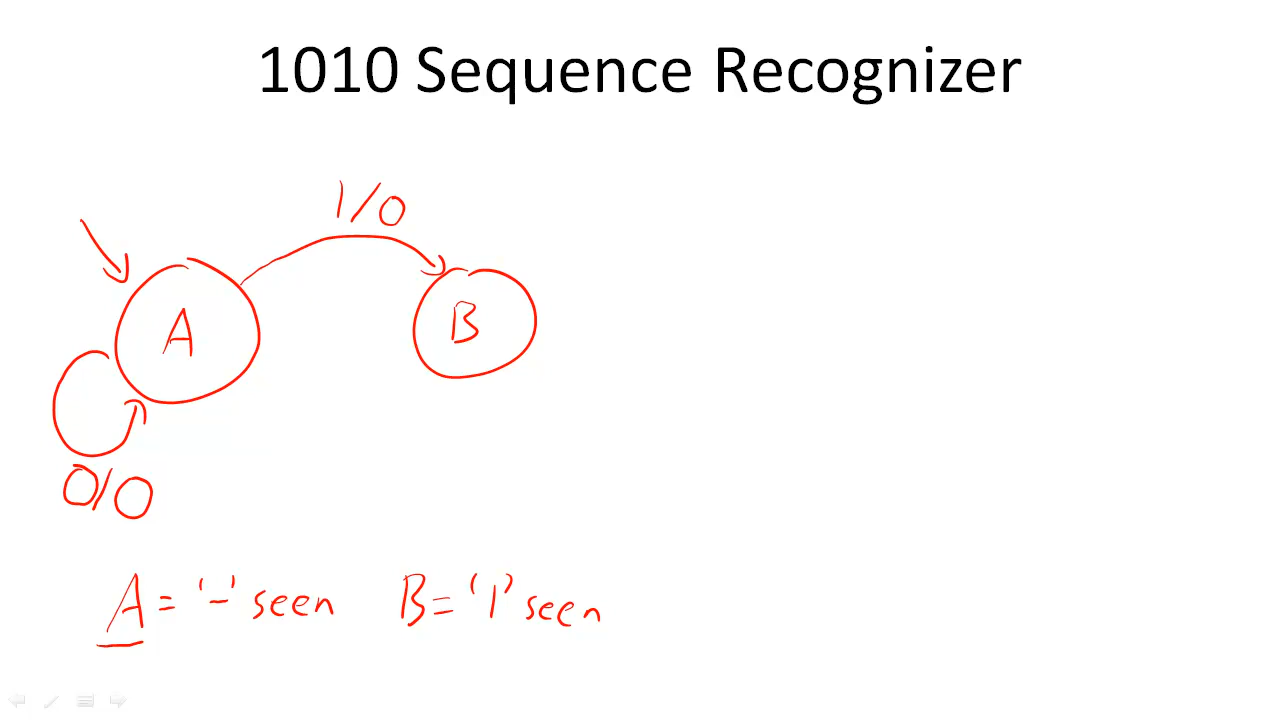 1010 Sequence Recognizer
1/0
A
B
0/0
A = '-' seen B = '1' seen